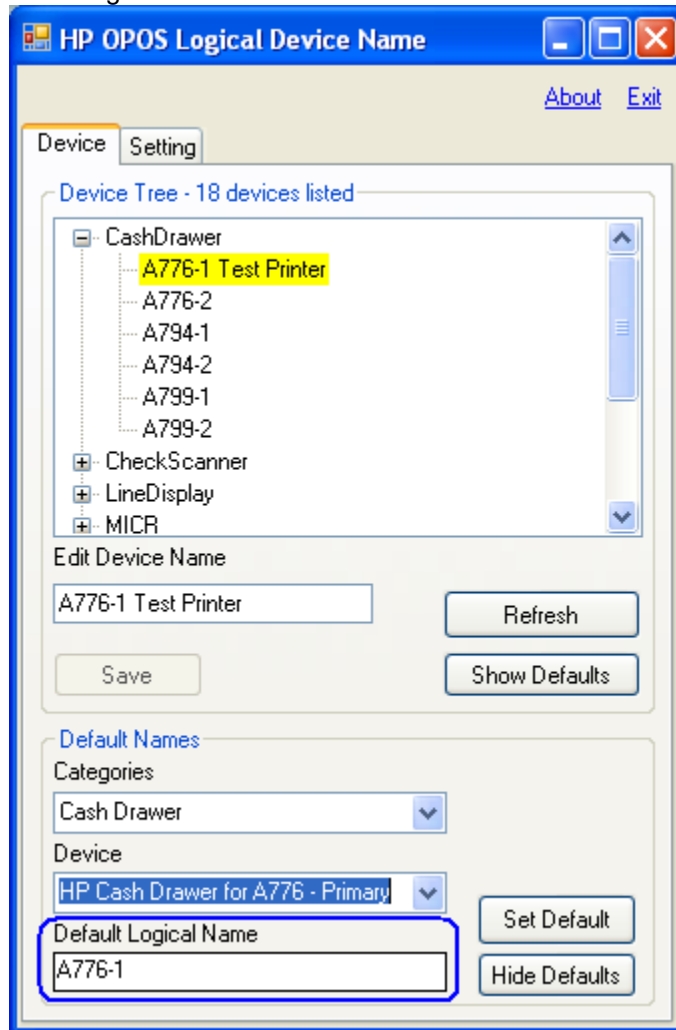 HP OPOS Logical Device Name
About Exit
Device Setting
Device Tree - 18 devices listed
CashDrawer
A776-1 Test Printer
A776-2
A794-1
A794-2
A799-1
A799-2
CheckScanner
LineDisplay
MICR
Edit Device Name
A776-1 Test Printer
Refresh
Save
Show Defaults
Default Names
Categories
Cash Drawer
Device
HP Cash Drawer for A776 - Primary
Set Default
Default Logical Name
A776-1
Hide Defaults